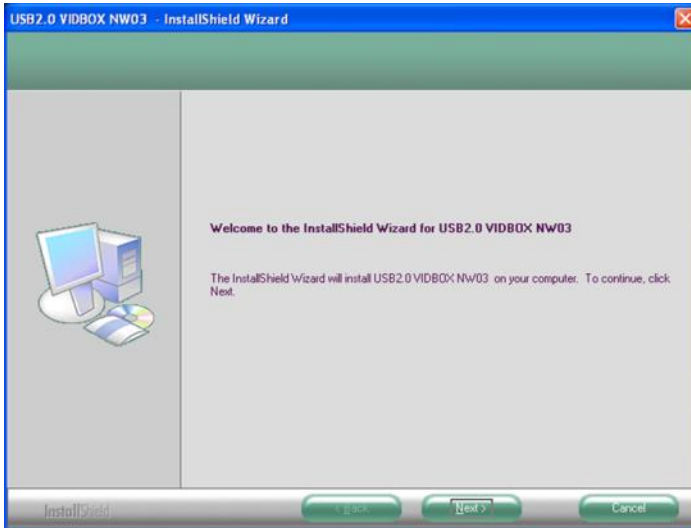 USB2.0 VIDBOX NW03 - InstallShield Wizard
Welcome to the InstallShield Wizard for USB2.0 VIDBOX NW03
The InstallShield Wizard will install USB2.0 VIDBOX NW03 on your computer. To continue, click
Next.
InstallShield
< Back
Next >
Cancel